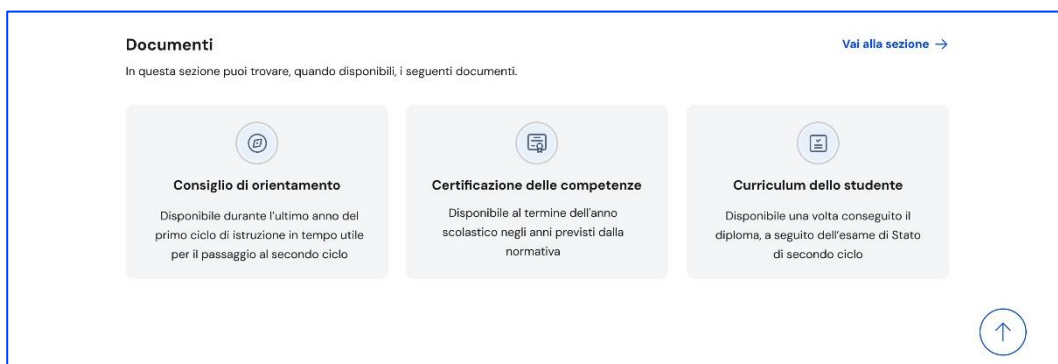 Documenti
Vai alla sezione
In questa sezione puoi trovare, quando disponibili, i seguenti documenti.
Consiglio di orientamento
Disponibile durante l'ultimo anno del
primo ciclo di istruzione in tempo utile
per il passaggio al secondo ciclo
Certificazione delle competenze
Disponibile al termine dell'anno
scolastico negli anni previsti dalla
normativa
Curriculum dello studente
Disponibile una volta conseguito il
diploma, a seguito dell'esame di Stato
di secondo ciclo